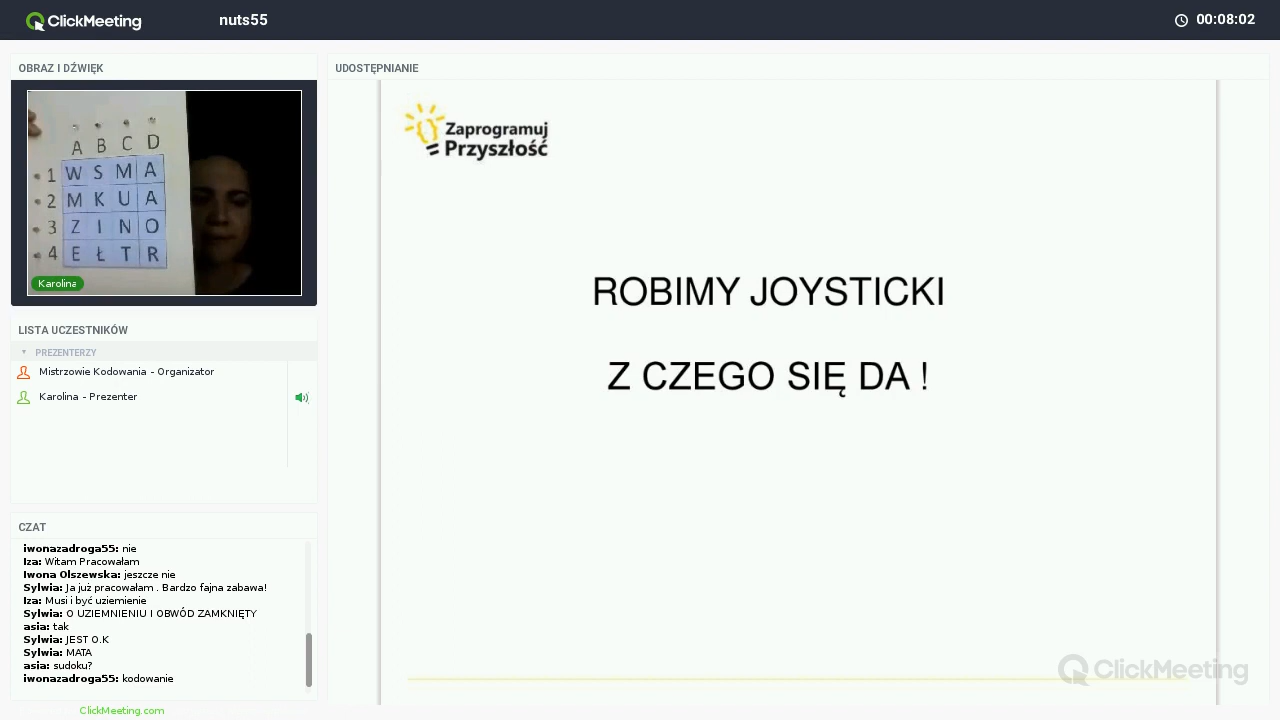 ClickMeeting
nuts55
00:08:02
OBRAZ I DŹWIĘK
A B C D
1 W S M A
2 M K U A
3 Z I N O
4 E Ł T R
Karolina
LISTA UCZESTNIKÓW
PREZENTERZY
Mistrzowie Kodowania - Organizator
Karolina - Prezenter
CZAT
iwonazadroga55: nie
Iza: Witam Pracowałam
Iwona Olszewska: jeszcze nie
Sylwia: Ja już pracowałam . Bardzo fajna zabawa!
Iza: Musi i być uziemienie
Sylwia: O UZIEMNIENIU I OBWÓD ZAMKNIĘTY
asia: tak
Sylwia: JEST O.K
Sylwia: MATA
asia: sudoku?
iwonazadroga55: kodowanie
ClickMeeting.com
UDOSTĘPNIANIE
Zaprogramuj
Przyszłość
ROBIMY JOYSTICKI
Z CZEGO SIĘ DA !
ClickMeeting